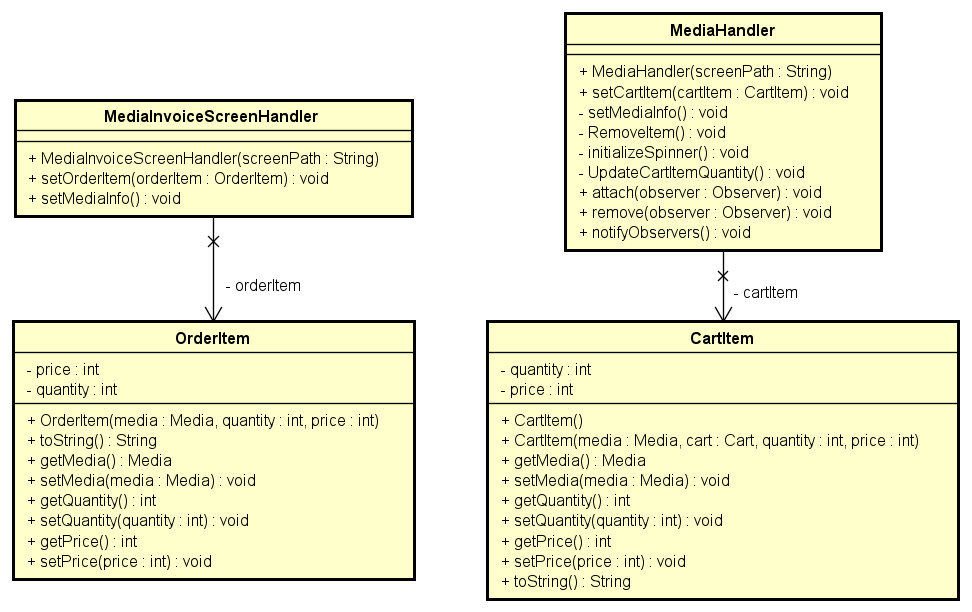 MediaInvoiceScreenHandler
+ MediaInvoiceScreenHandler(screenPath : String)
+ setOrderItem(orderItem : OrderItem) : void
+ setMediaInfo() : void
- orderItem
OrderItem
- price : int
- quantity : int
+ OrderItem(media : Media, quantity : int, price : int)
+ toString() : String
+ getMedia() : Media
+ setMedia(media : Media) : void
+ getQuantity() : int
+ setQuantity(quantity : int) : void
+ getPrice() : int
+ setPrice(price : int) : void
MediaHandler
+ MediaHandler(screenPath : String)
+ setCartItem(cartItem : CartItem) : void
- setMediaInfo() : void
- RemoveItem() : void
- initializeSpinner() : void
- UpdateCartItemQuantity() : void
+ attach(observer : Observer) : void
+ remove(observer : Observer) : void
+ notifyObservers() : void
- cartItem
CartItem
- quantity : int
- price : int
+ CartItem()
+ CartItem(media : Media, cart : Cart, quantity : int, price : int)
+ getMedia() : Media
+ setMedia(media : Media) : void
+ getQuantity() : int
+ setQuantity(quantity : int) : void
+ getPrice() : int
+ setPrice(price : int) : void
+ toString() : String